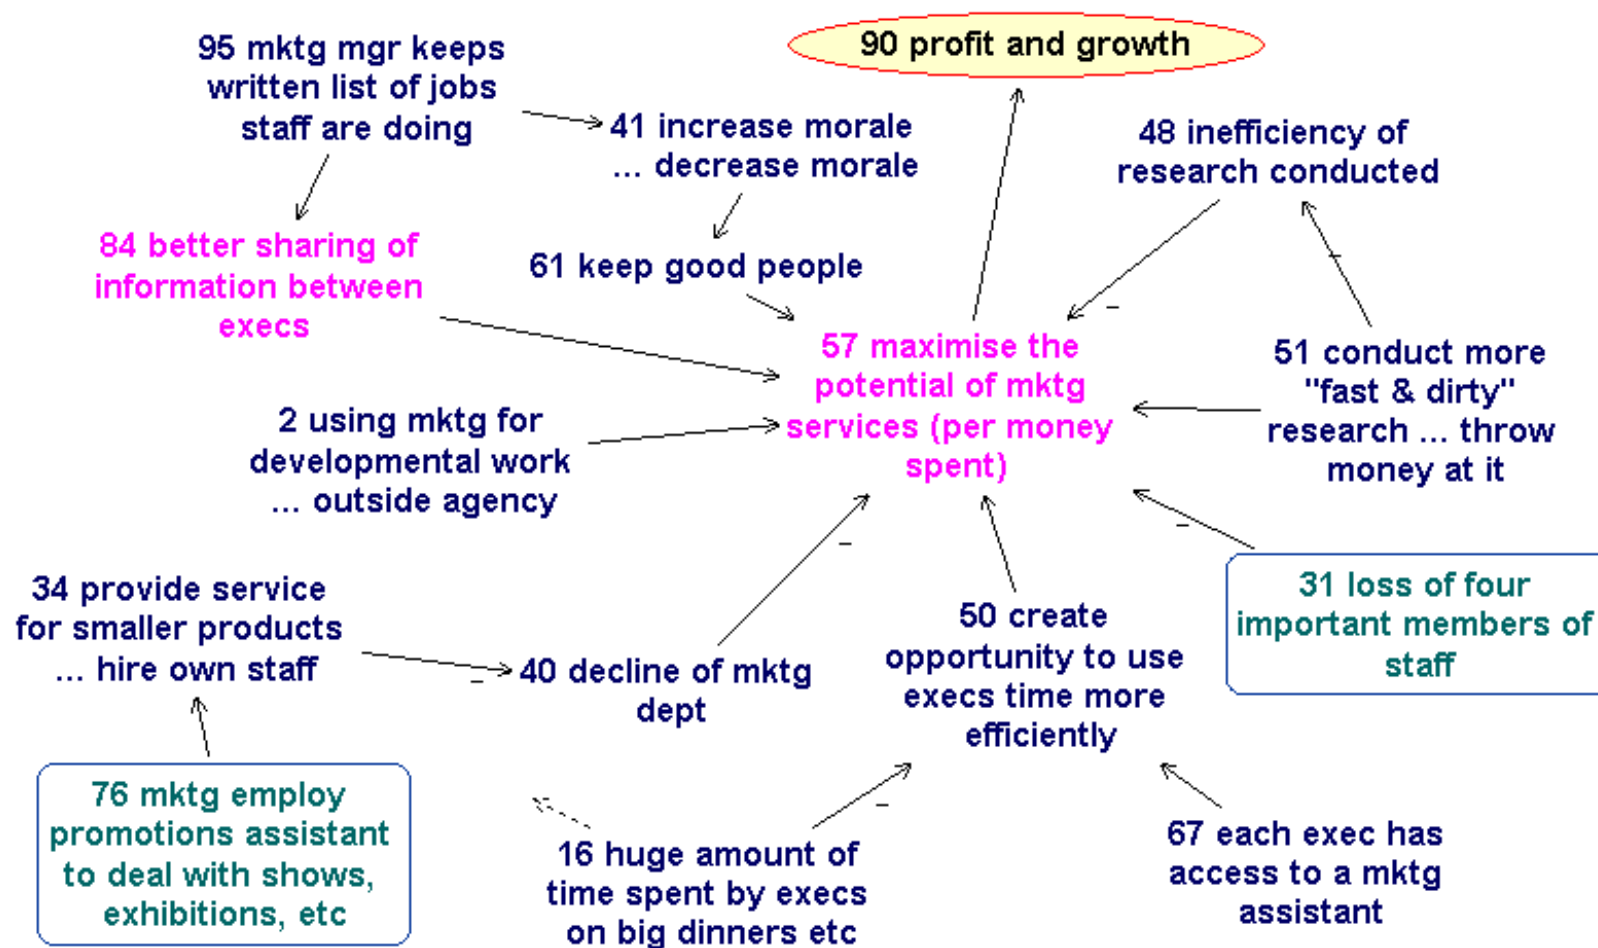 95 mktg mgr keeps
written list of jobs
staff are doing
90 profit and growth
41 increase morale
... decrease morale
48 inefficiency of
research conducted
84 better sharing of
information between
execs
61 keep good people
57 maximise the
potential of mktg
services (per money
spent)
51 conduct more
"fast & dirty"
research ... throw
money at it
2 using mktg for
developmental work
... outside agency
34 provide service
for smaller products
... hire own staff
40 decline of mktg
dept
50 create
opportunity to use
execs time more
efficiently
31 loss of four
important members of
staff
76 mktg employ
promotions assistant
to deal with shows,
exhibitions, etc
16 huge amount of
time spent by execs
on big dinners etc
67 each exec has
access to a mktg
assistant